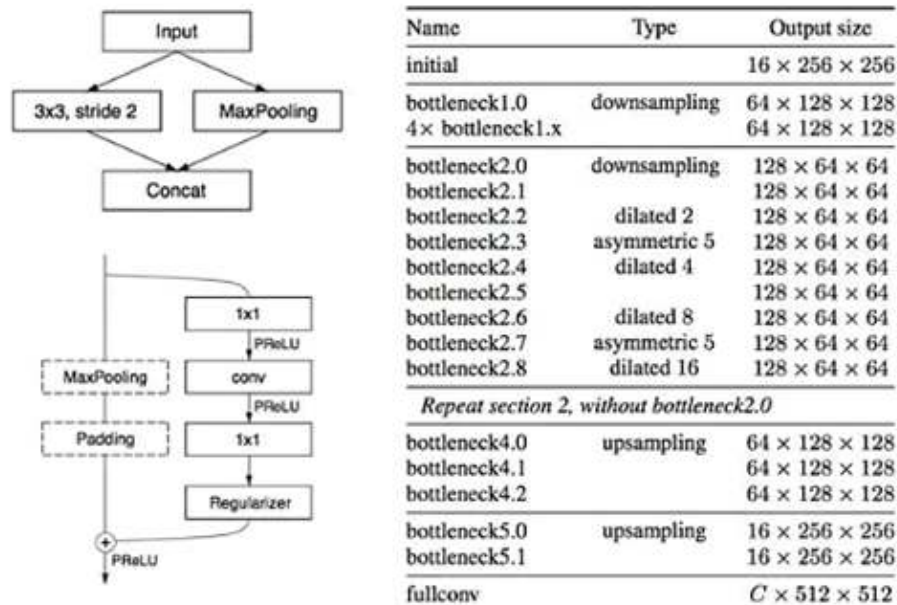 Input
3x3, stride 2 MaxPooling
Concat
1x1
PReLU
MaxPooling conv
PReLU
Padding 1x1
Regularizer
+
PReLU
Name Type Output size
initial 16 × 256 × 256
bottleneck1.0 downsampling 64 × 128 × 128
4× bottleneck1.x 64 × 128 × 128
bottleneck2.0 downsampling 128 × 64 × 64
bottleneck2.1 128 × 64 × 64
bottleneck2.2 dilated 2 128 × 64 × 64
bottleneck2.3 asymmetric 5 128 × 64 × 64
bottleneck2.4 dilated 4 128 × 64 × 64
bottleneck2.5 128 × 64 × 64
bottleneck2.6 dilated 8 128 × 64 × 64
bottleneck2.7 asymmetric 5 128 × 64 × 64
bottleneck2.8 dilated 16 128 × 64 × 64
Repeat section 2, without bottleneck2.0
bottleneck4.0 upsampling 64 × 128 × 128
bottleneck4.1 64 × 128 × 128
bottleneck4.2 64 × 128 × 128
bottleneck5.0 upsampling 16 × 256 × 256
bottleneck5.1 16 × 256 × 256
fullconv C × 512 × 512